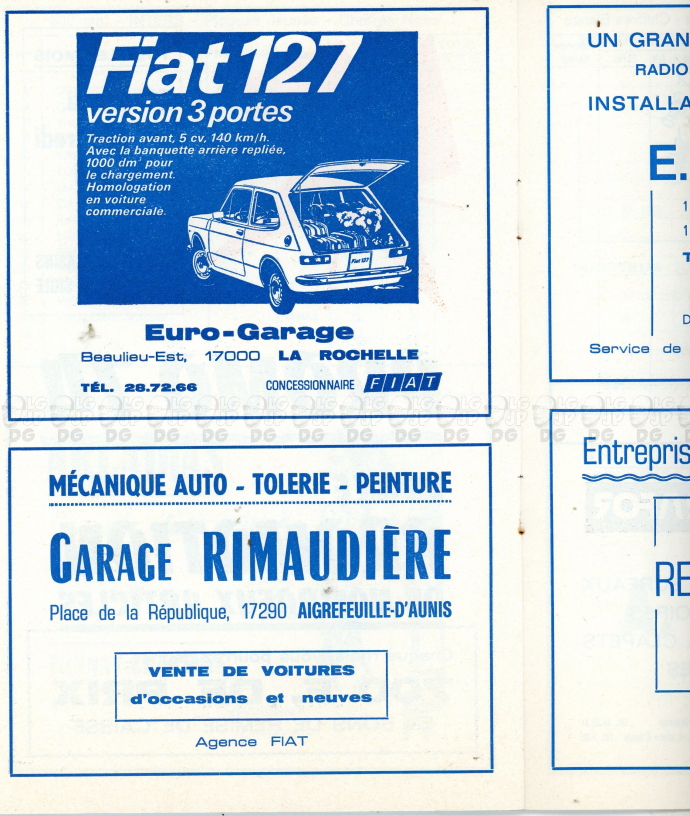 Fiat 127
version 3 portes
Traction avant, 5 cv, 140 km/h.
Avec la banquette arrière repliée,
1000 dm³ pour
le chargement.
Homologation
en voiture
commerciale.
Fiat 127
Euro-Garage
Beaulieu-Est, 17000 LA ROCHELLE
TÉL. 28.72.66 CONCESSIONNAIRE FIAT
MÉCANIQUE AUTO - TOLERIE - PEINTURE
GARAGE RIMAUDIÈRE
Place de la République, 17290 AIGREFEUILLE-D'AUNIS
VENTE DE VOITURES
d'occasions et neuves
Agence FIAT
UN GRAN
RADIO
INSTALLA
E.
1
1
T
D
Service de
Entrepris
RE